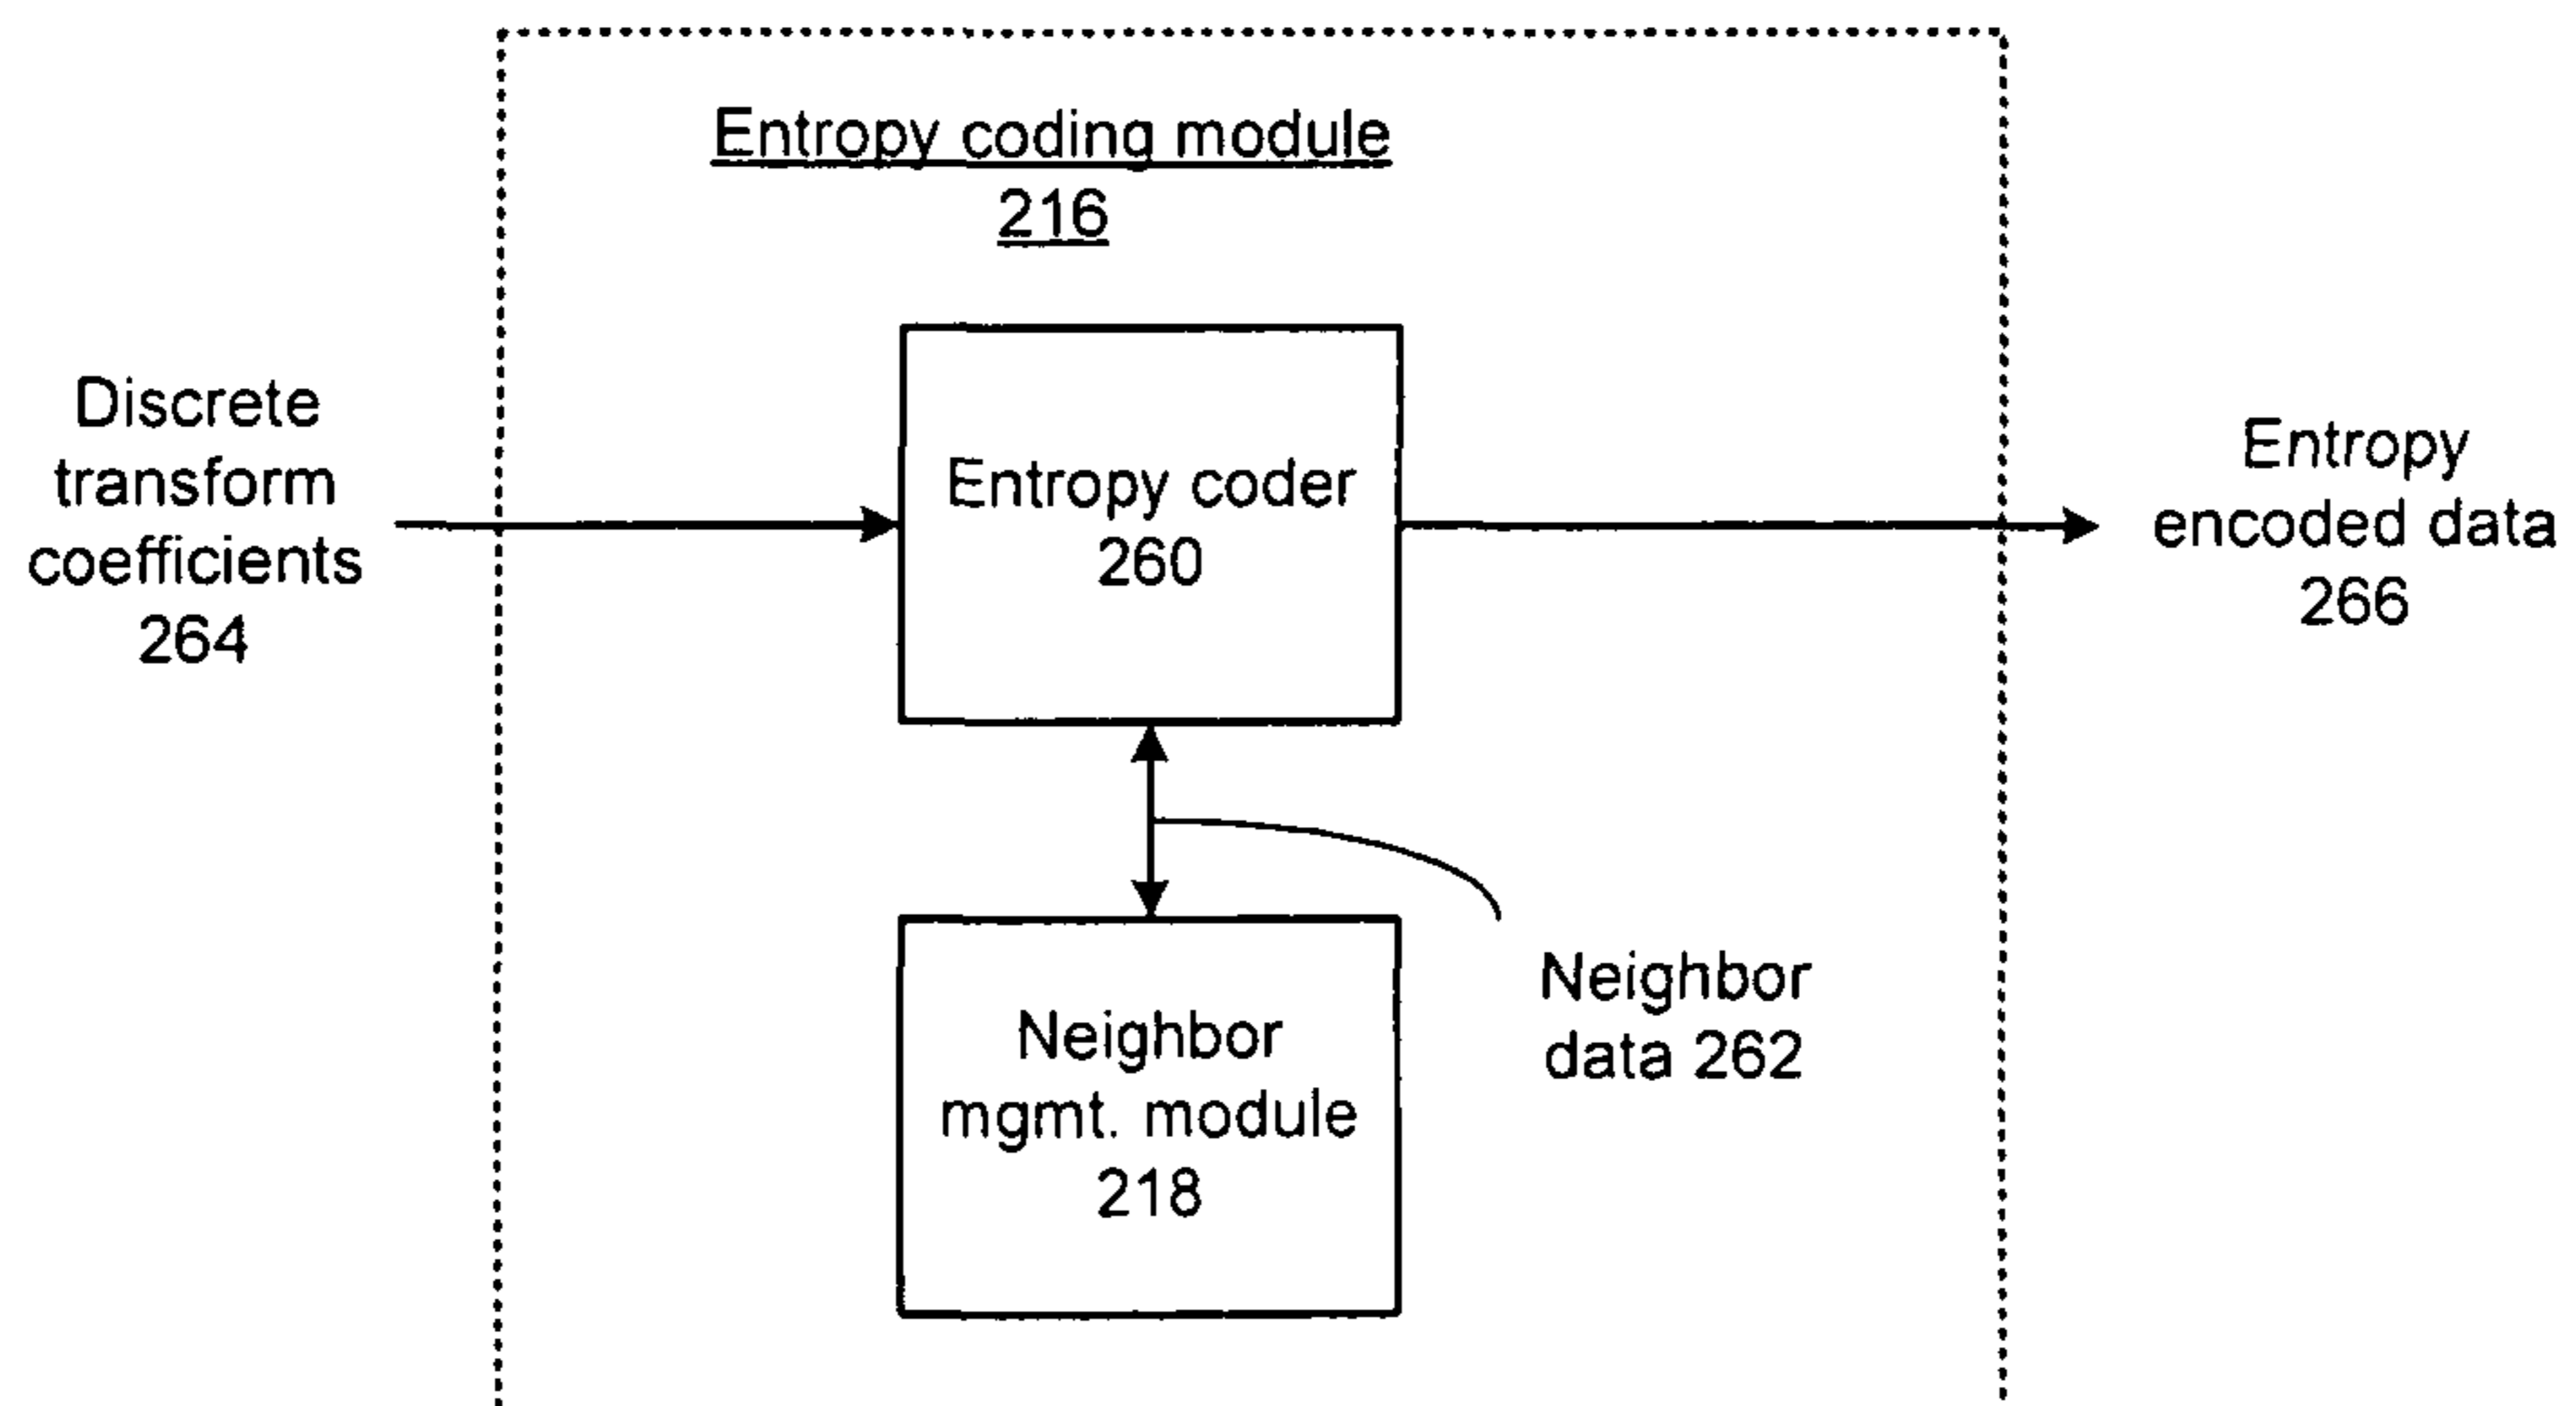 Entropy coding module
216
Discrete
transform
coefficients
264
Entropy coder
260
Entropy
encoded data
266
Neighbor
mgmt. module
218
Neighbor
data 262